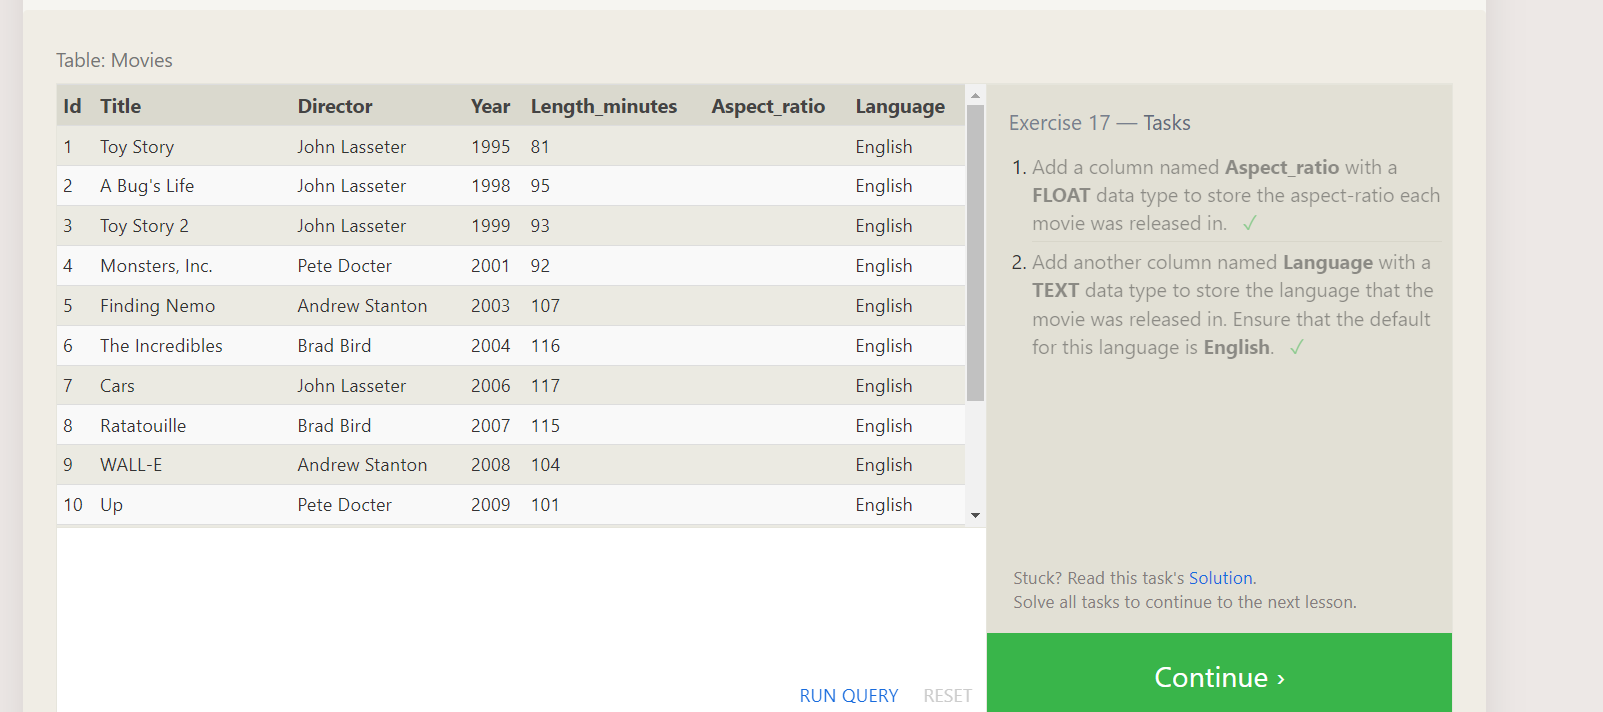 Table: Movies
Id Title Director Year Length_minutes Aspect_ratio Language
1 Toy Story John Lasseter 1995 81 English
2 A Bug's Life John Lasseter 1998 95 English
3 Toy Story 2 John Lasseter 1999 93 English
4 Monsters, Inc. Pete Docter 2001 92 English
5 Finding Nemo Andrew Stanton 2003 107 English
6 The Incredibles Brad Bird 2004 116 English
7 Cars John Lasseter 2006 117 English
8 Ratatouille Brad Bird 2007 115 English
9 WALL-E Andrew Stanton 2008 104 English
10 Up Pete Docter 2009 101 English
RUN QUERY RESET
Exercise 17 — Tasks
1. Add a column named Aspect_ratio with a
FLOAT data type to store the aspect-ratio each
movie was released in. ✓
2. Add another column named Language with a
TEXT data type to store the language that the
movie was released in. Ensure that the default
for this language is English. ✓
Stuck? Read this task's Solution.
Solve all tasks to continue to the next lesson.
Continue ›